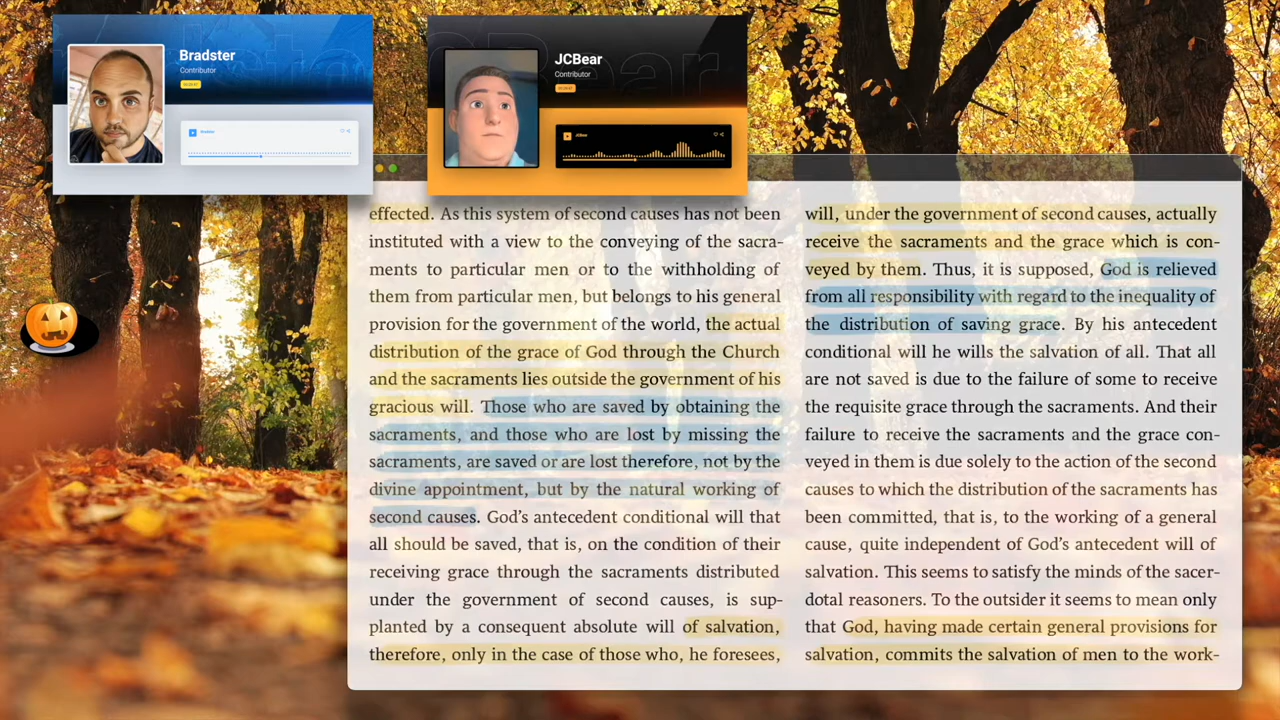 Bradster
Contributor
Bradster
JCBear
Contributor
JCBear
effected. As this system of second causes has not been
instituted with a view to the conveying of the sacra-
ments to particular men or to the withholding of
them from particular men, but belongs to his general
provision for the government of the world, the actual
distribution of the grace of God through the Church
and the sacraments lies outside the government of his
gracious will. Those who are saved by obtaining the
sacraments, and those who are lost by missing the
sacraments, are saved or are lost therefore, not by the
divine appointment, but by the natural working of
second causes. God’s antecedent conditional will that
all should be saved, that is, on the condition of their
receiving grace through the sacraments distributed
under the government of second causes, is sup-
planted by a consequent absolute will of salvation,
therefore, only in the case of those who, he foresees,
will, under the government of second causes, actually
receive the sacraments and the grace which is con-
veyed by them. Thus, it is supposed, God is relieved
from all responsibility with regard to the inequality of
the distribution of saving grace. By his antecedent
conditional will he wills the salvation of all. That all
are not saved is due to the failure of some to receive
the requisite grace through the sacraments. And their
failure to receive the sacraments and the grace con-
veyed in them is due solely to the action of the second
causes to which the distribution of the sacraments has
been committed, that is, to the working of a general
cause, quite independent of God’s antecedent will of
salvation. This seems to satisfy the minds of the sacer-
dotal reasoners. To the outsider it seems to mean only
that God, having made certain general provisions for
salvation, commits the salvation of men to the work-